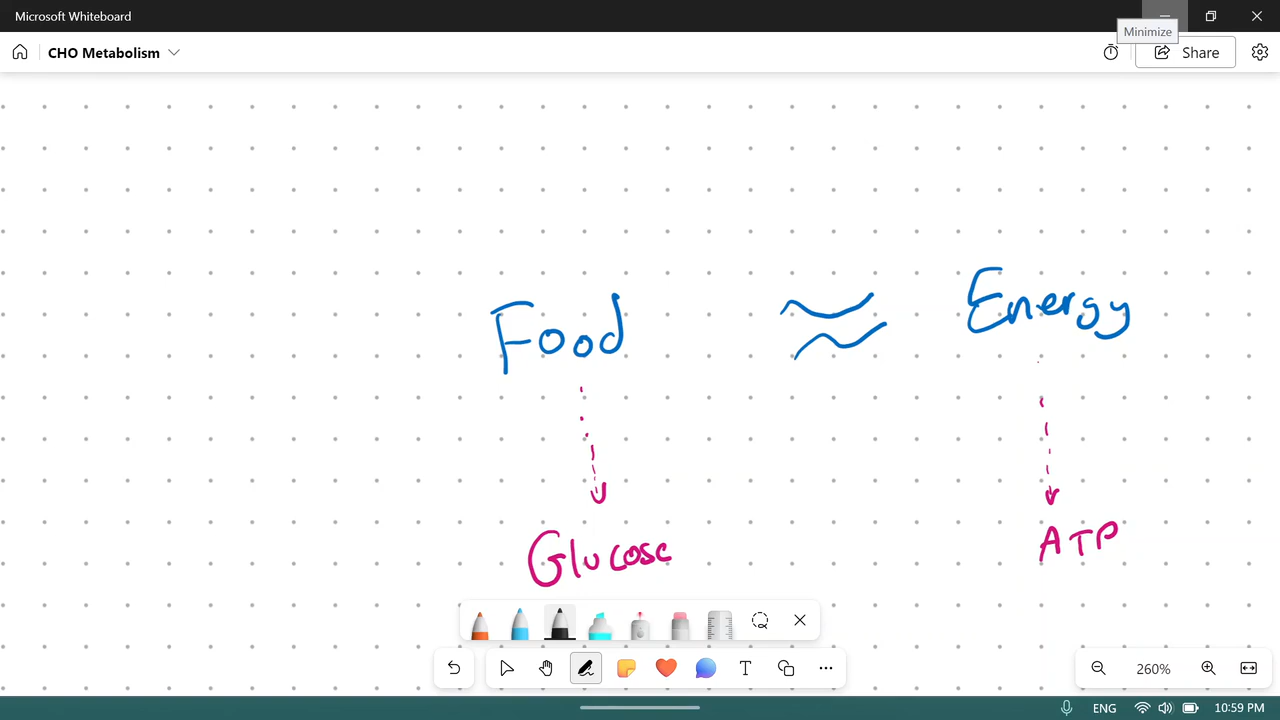 Microsoft Whiteboard
Minimize
CHO Metabolism
Share
Food ≈ Energy
Glucose
ATP
260%
ENG
10:59 PM